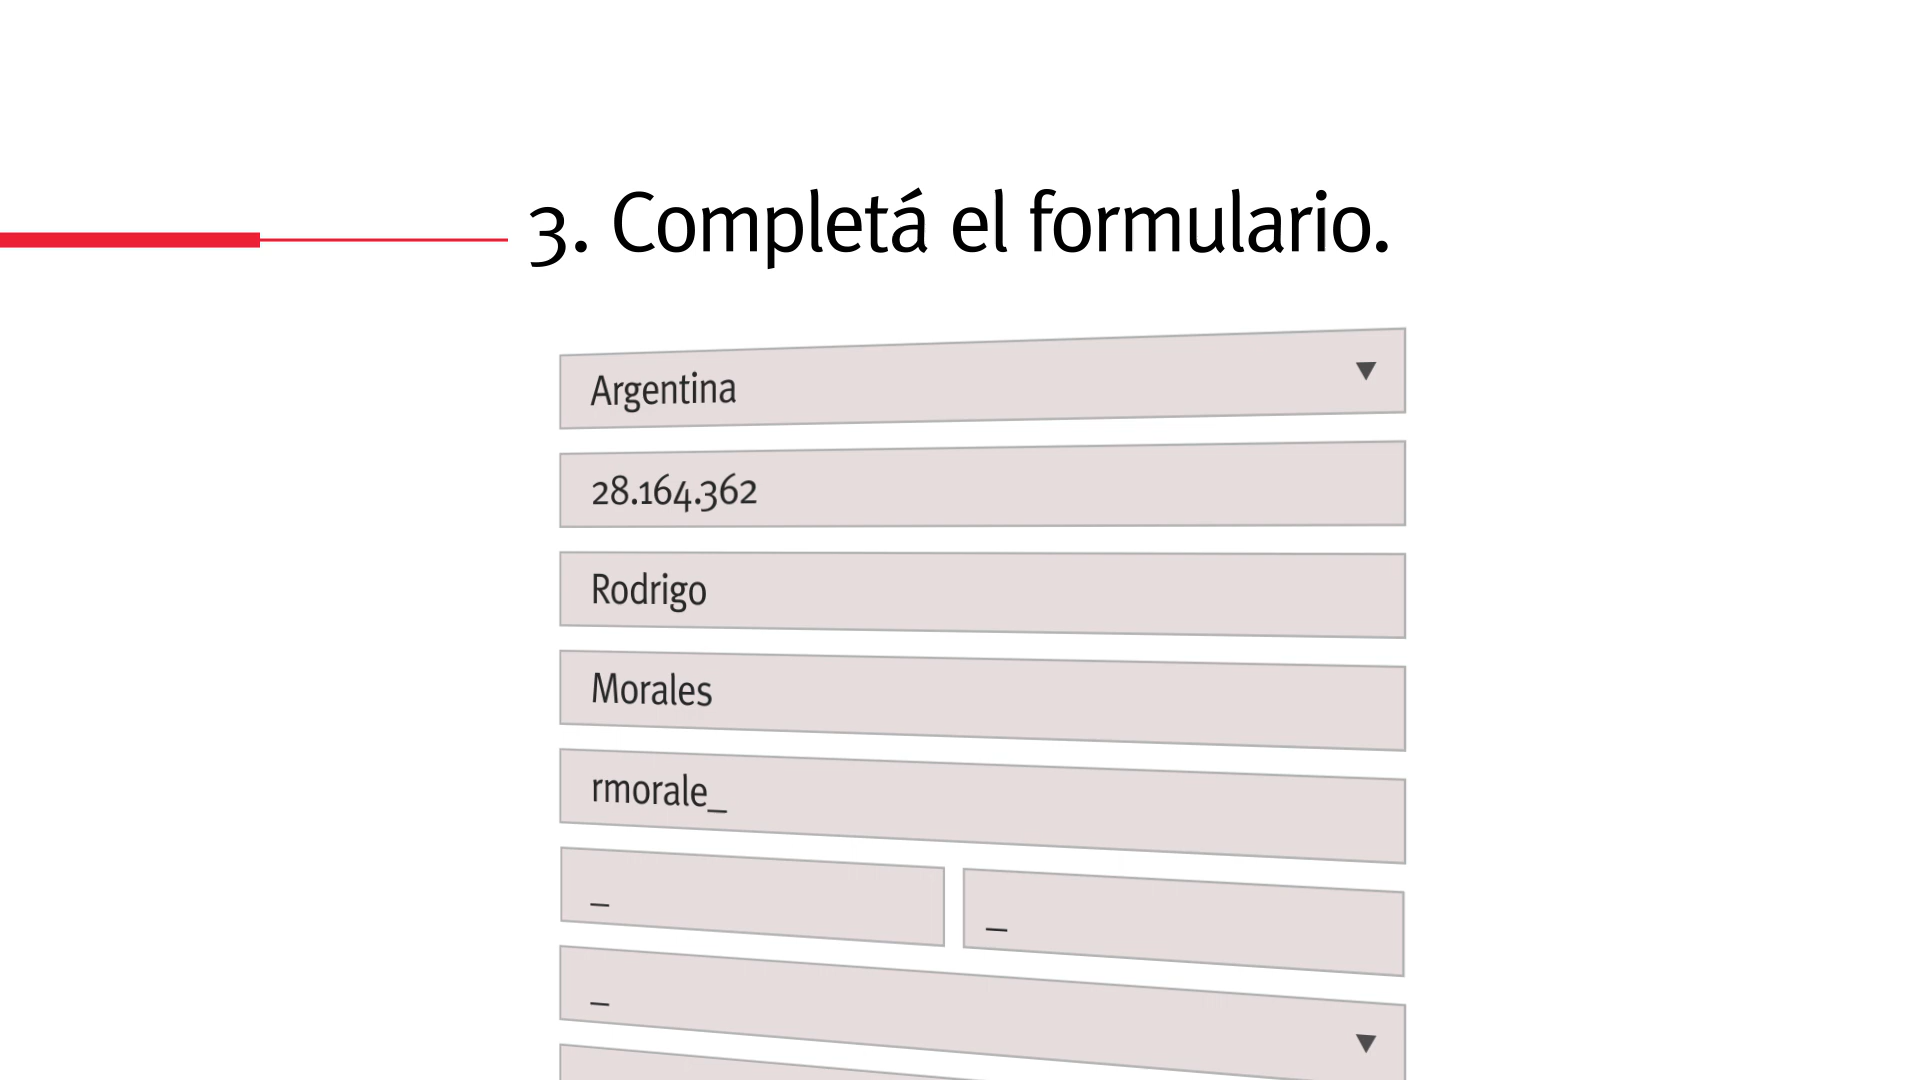 3. Completá el formulario.
Argentina
28.164.362
Rodrigo
Morales
rmorale_
_ _
_